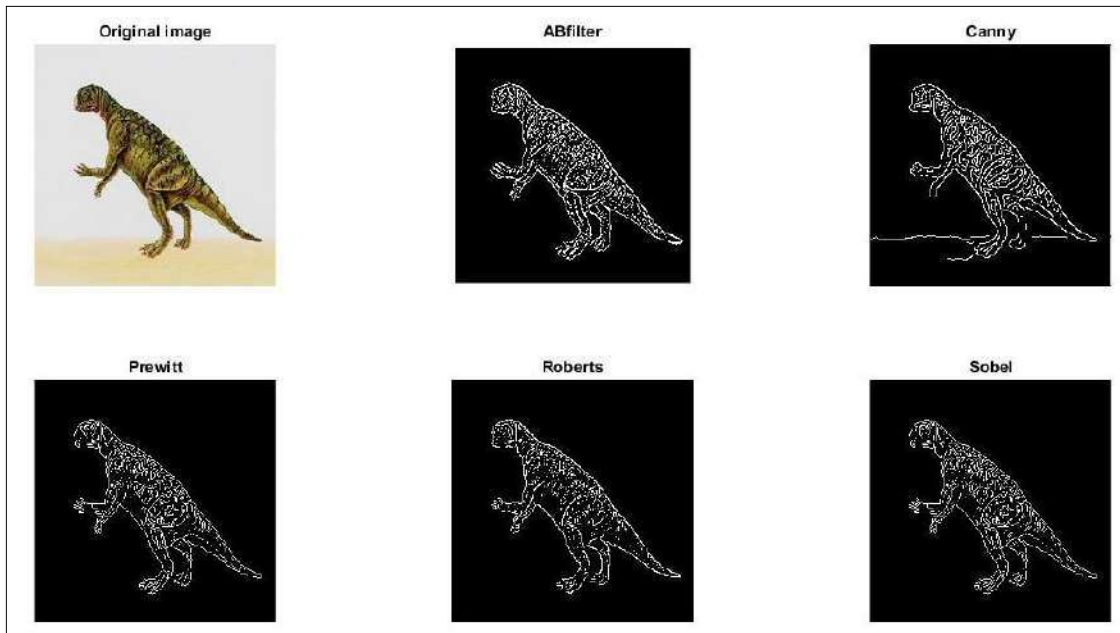 Original image
ABfilter
Canny
Prewitt
Roberts
Sobel